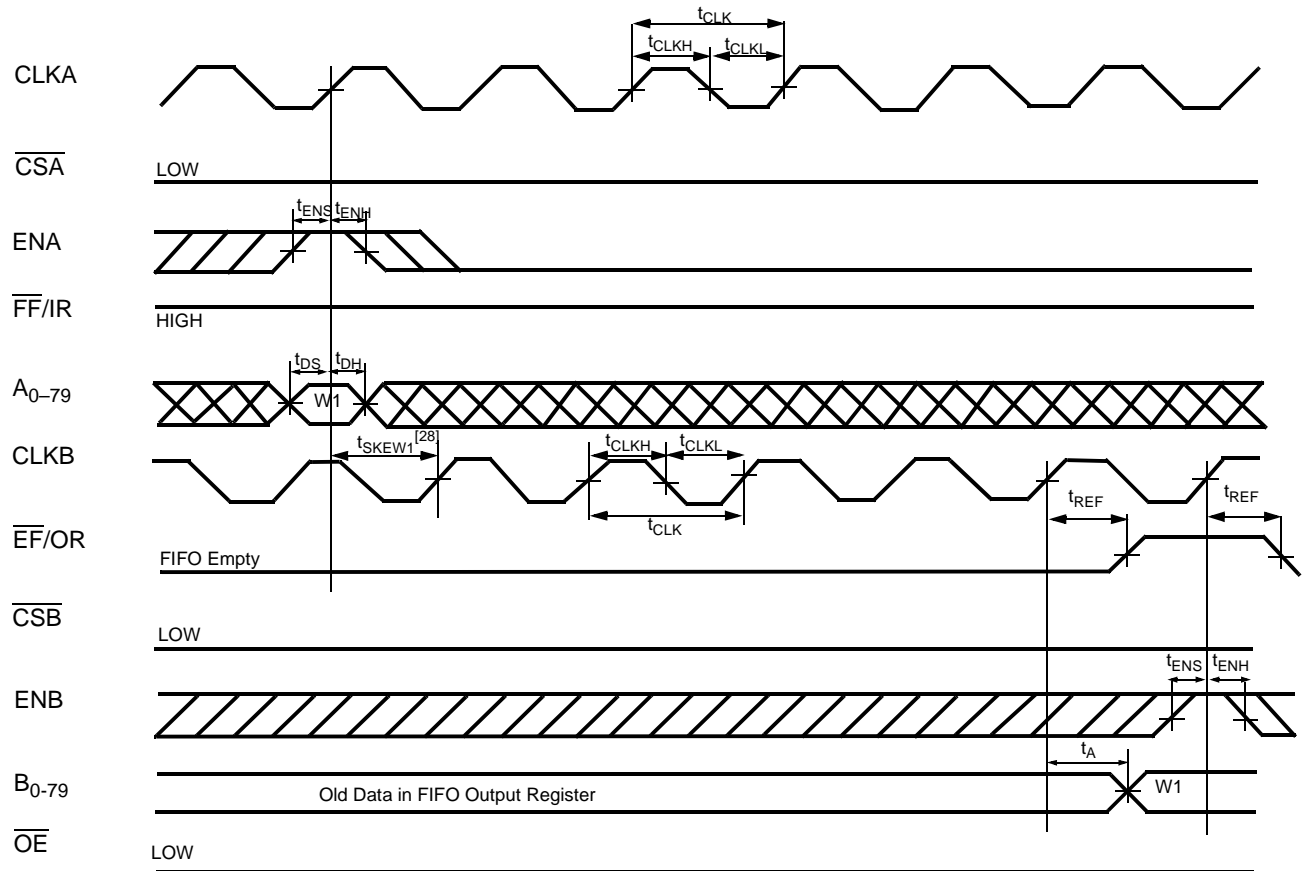 tCLK
tCLKH tCLKL
CLKA
CSA LOW
tENS tENH
ENA
FF/IR
HIGH
tDS tDH
A0–79
W1
tSKEW1[28] tCLKH tCLKL
CLKB
tREF tREF
tCLK
EF/OR
FIFO Empty
CSB
LOW
tENS tENH
ENB
tA
B0-79
Old Data in FIFO Output Register W1
OE
LOW